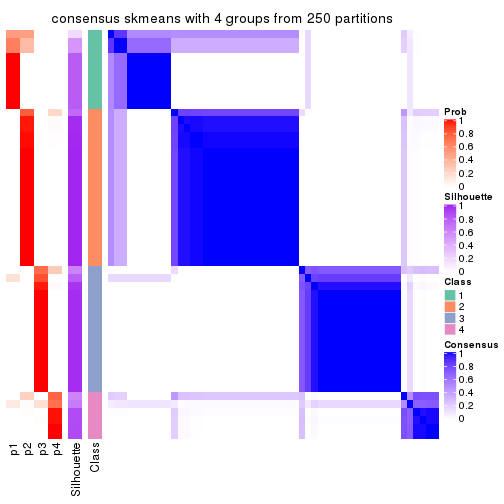 consensus skmeans with 4 groups from 250 partitions
Prob
1
0.8
0.6
0.4
0.2
0
Silhouette
1
0.8
0.6
0.4
0.2
0
Class
1
2
3
4
Consensus
1
0.8
0.6
0.4
0.2
0
p1
p2
p3
p4
Silhouette
Class